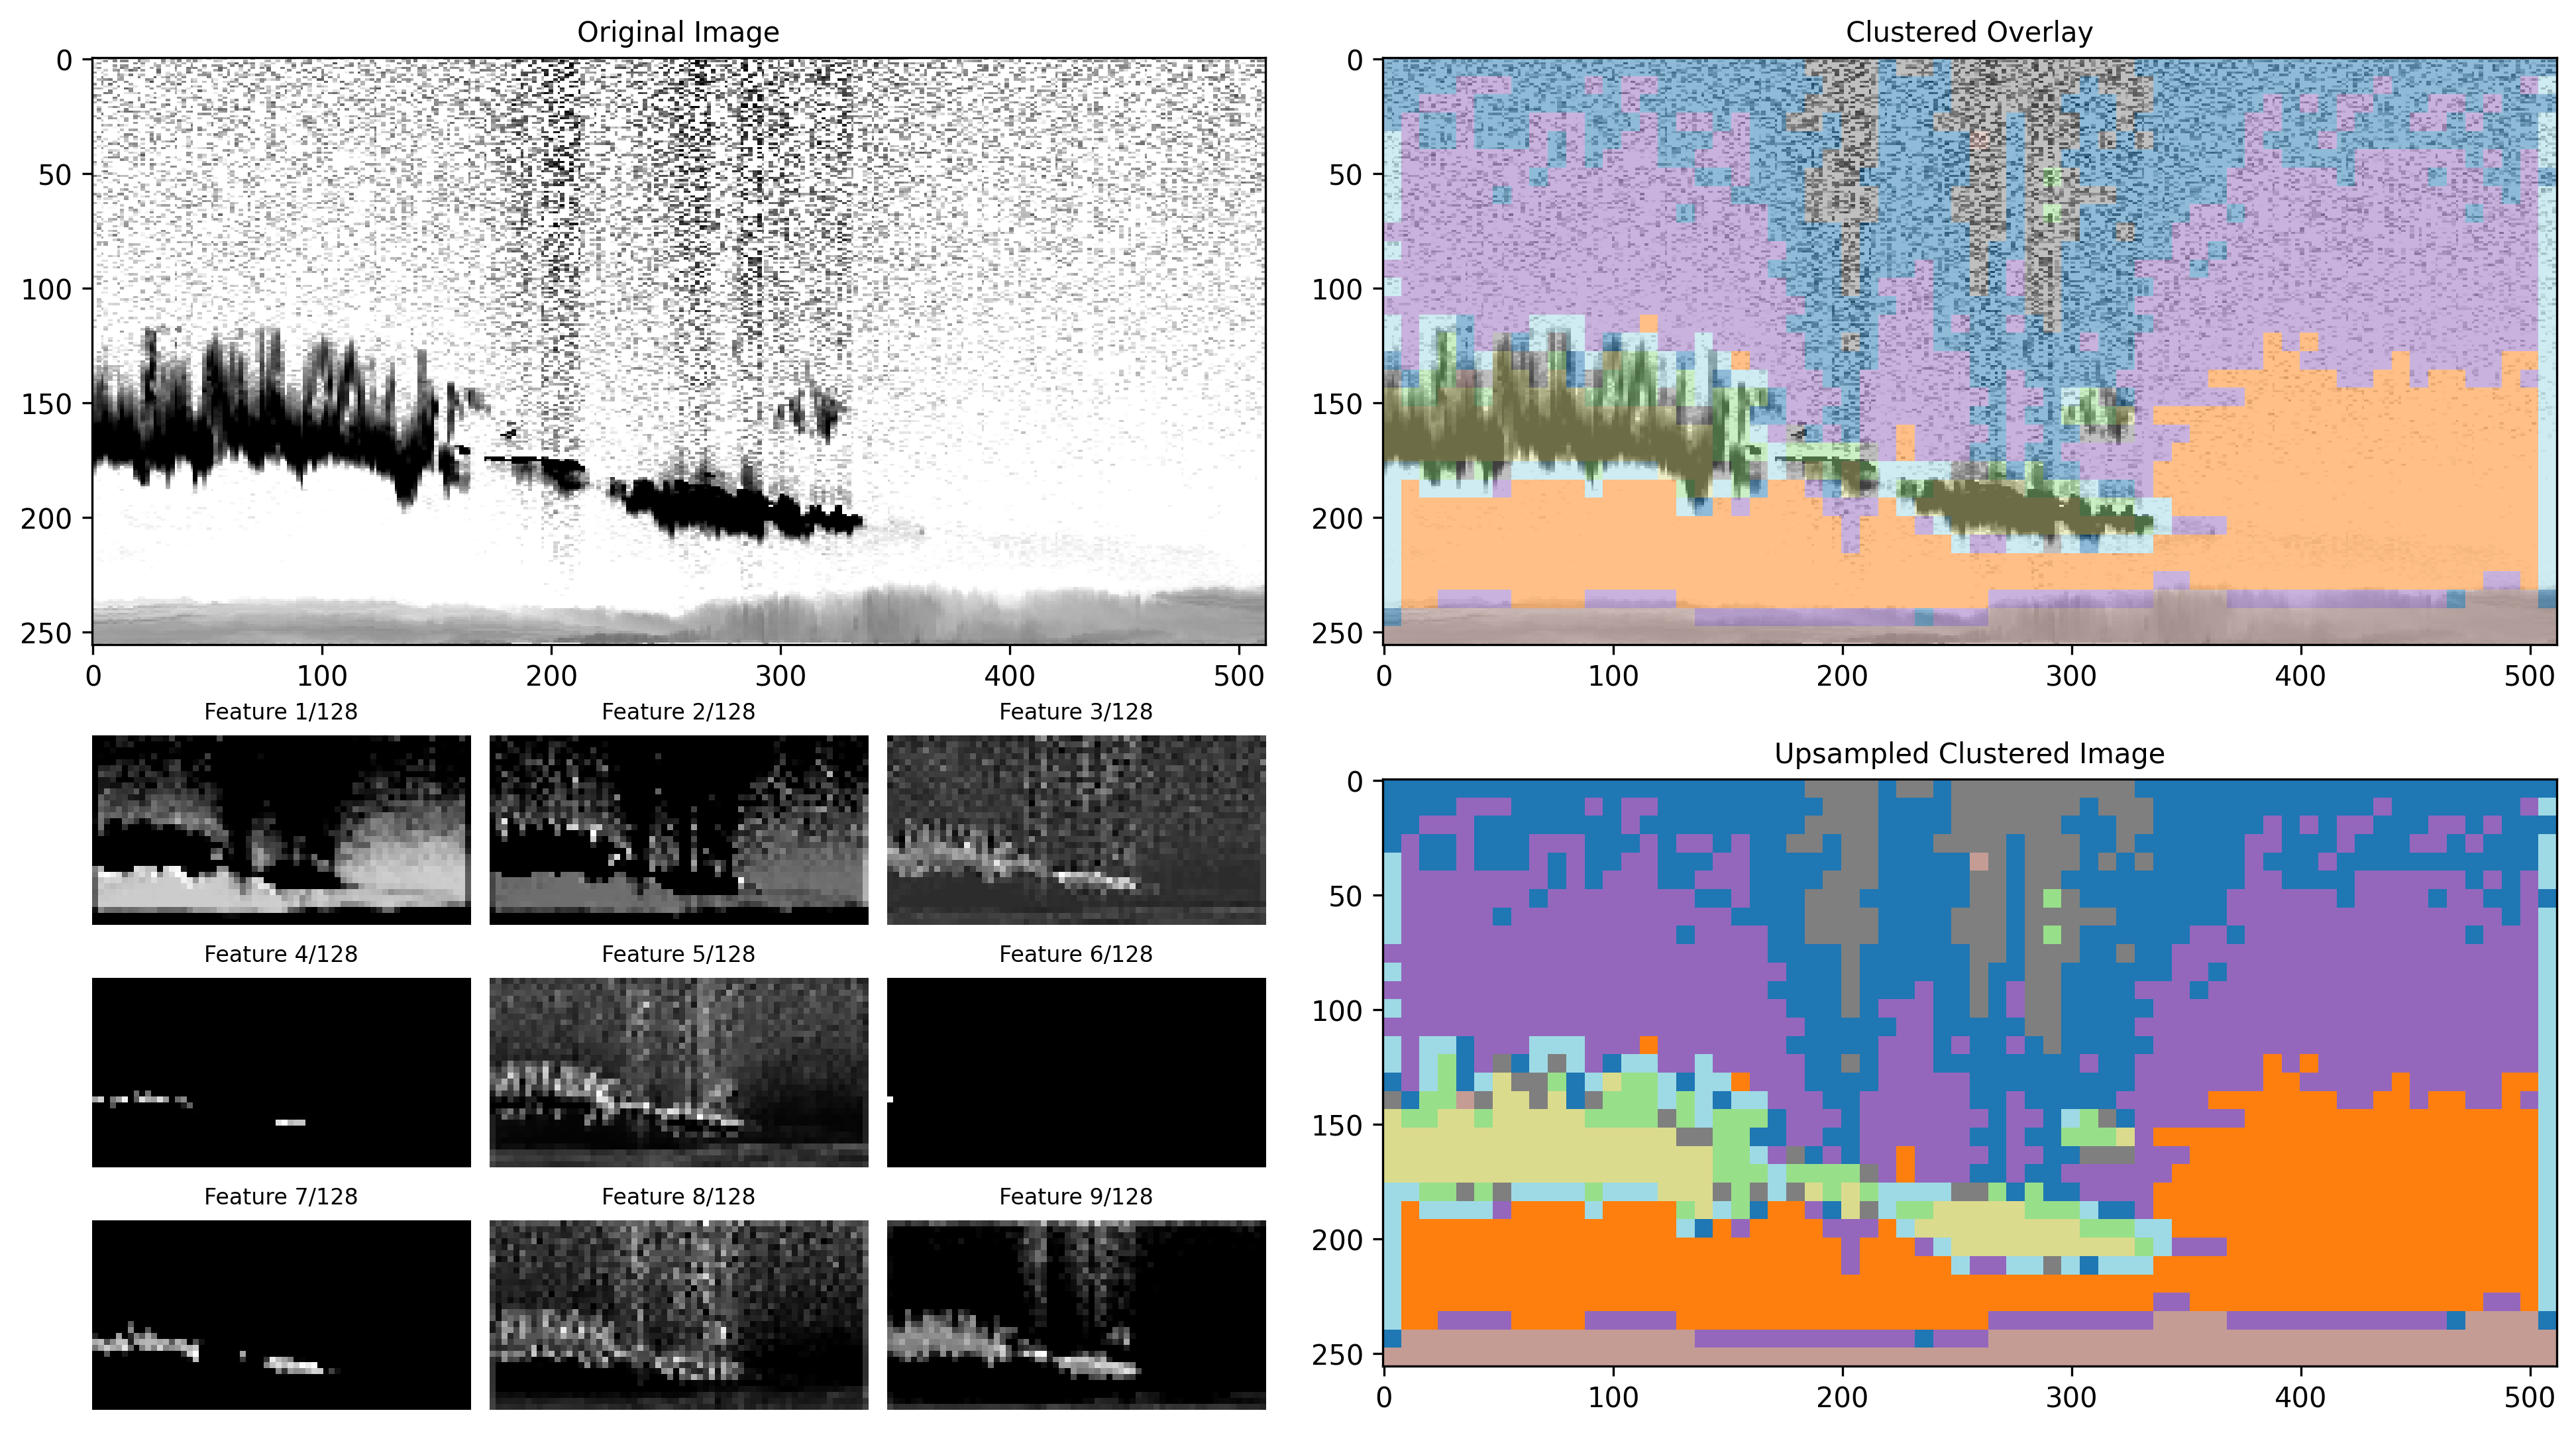 Original Image
0
50
100
150
200
250
0 100 200 300 400 500
Clustered Overlay
0
50
100
150
200
250
0 100 200 300 400 500
Feature 1/128
Feature 2/128
Feature 3/128
Feature 4/128
Feature 5/128
Feature 6/128
Feature 7/128
Feature 8/128
Feature 9/128
Upsampled Clustered Image
0
50
100
150
200
250
0 100 200 300 400 500